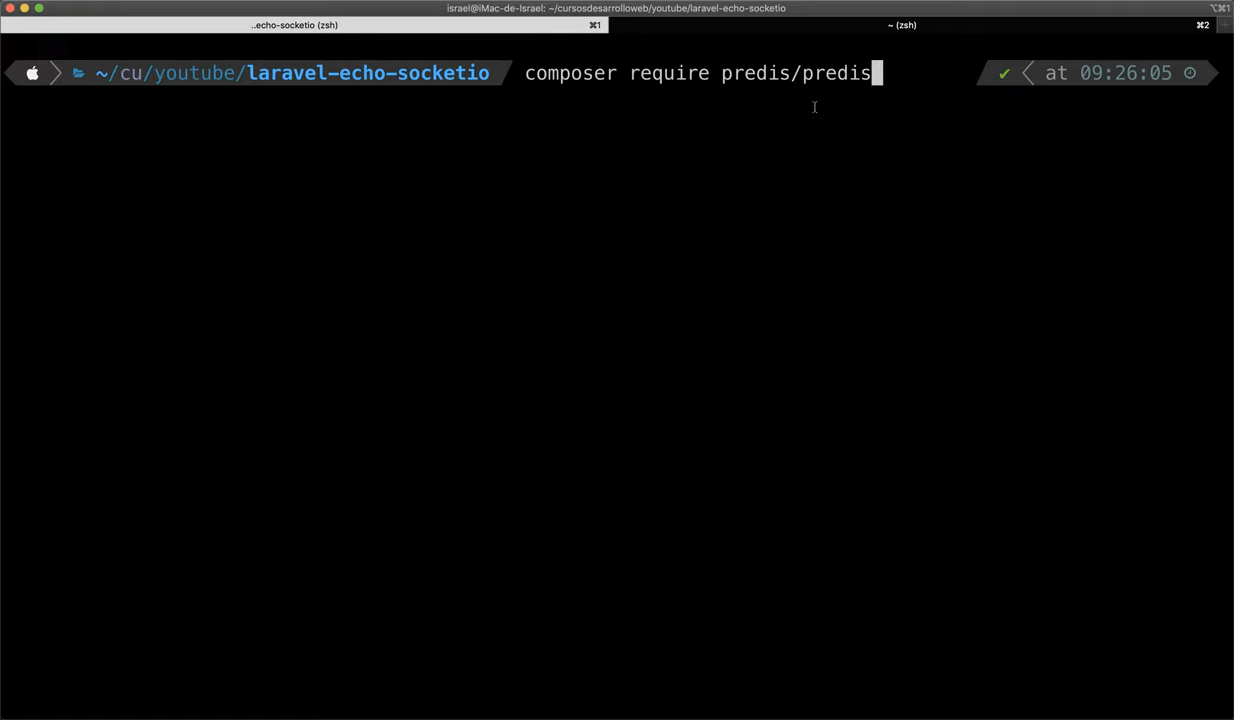 israel@iMac-de-Israel: ~/cursosdesarrolloweb/youtube/laravel-echo-socketio
⌥⌘1
..echo-socketio (zsh)
⌘1
~ (zsh)
⌘2
~/cu/youtube/laravel-echo-socketio composer require predis/predis
✔ at 09:26:05